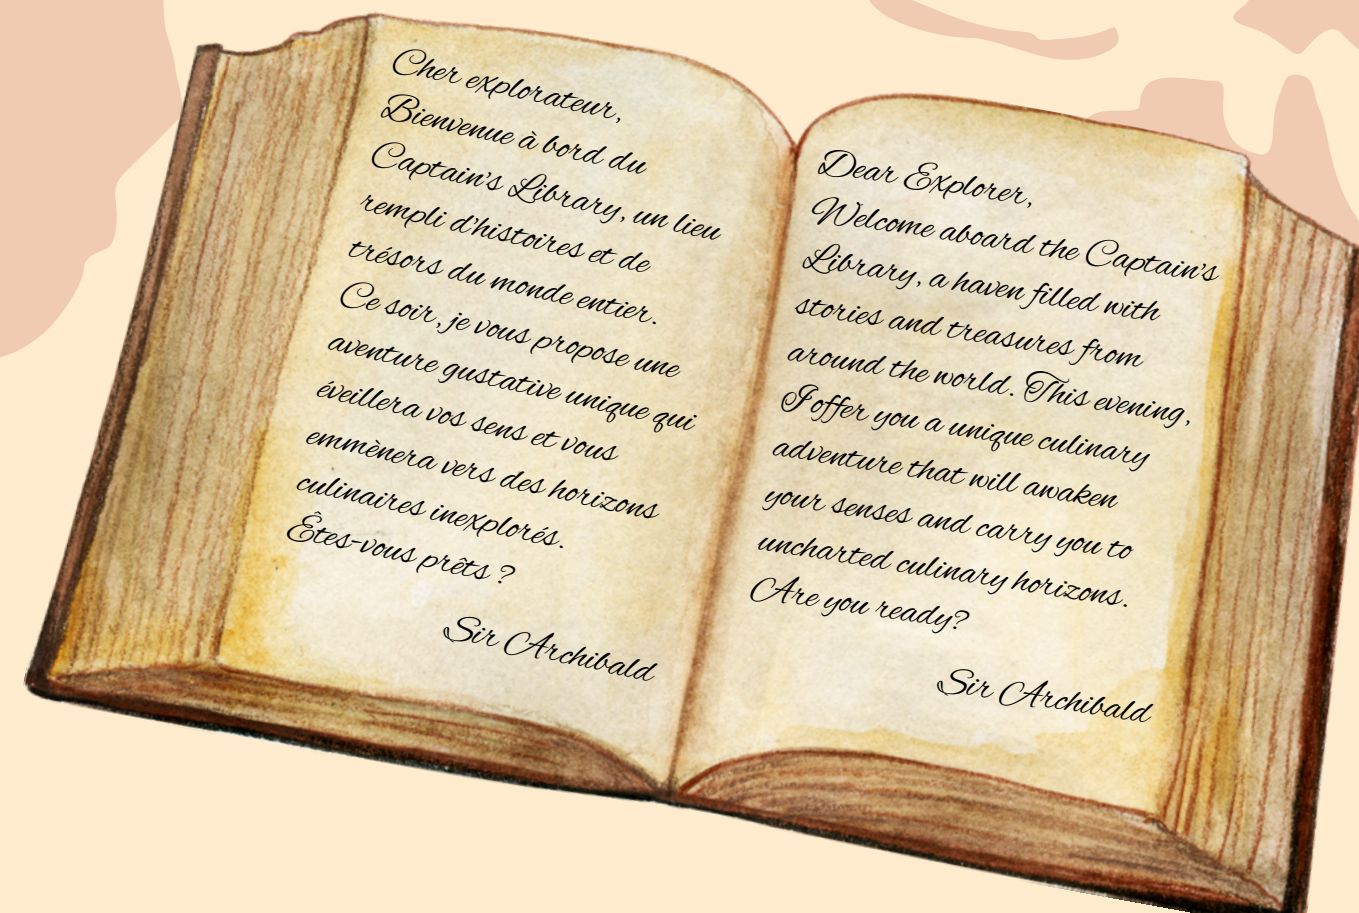 Cher explorateur,
Bienvenue à bord du
Captain's Library, un lieu
rempli d'histoires et de
trésors du monde entier.
Ce soir, je vous propose une
aventure gustative unique qui
éveillera vos sens et vous
emmènera vers des horizons
culinaires inexplorés.
Êtes-vous prêts ?
Sir Archibald
Dear Explorer,
Welcome aboard the Captain's
Library, a haven filled with
stories and treasures from
around the world. This evening,
I offer you a unique culinary
adventure that will awaken
your senses and carry you to
uncharted culinary horizons.
Are you ready?
Sir Archibald